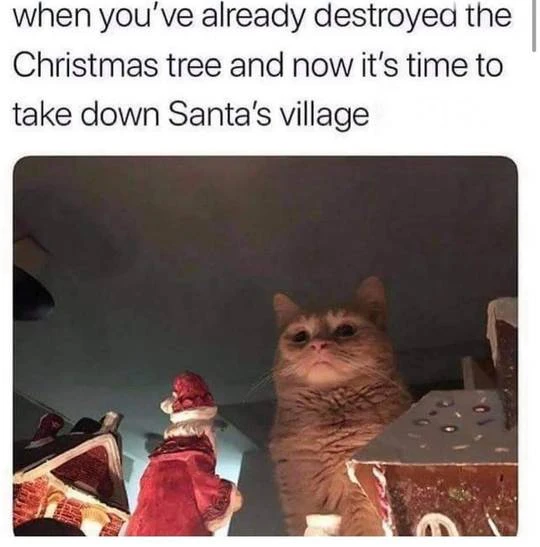 when you've already destroyed the
Christmas tree and now it's time to
take down Santa's village